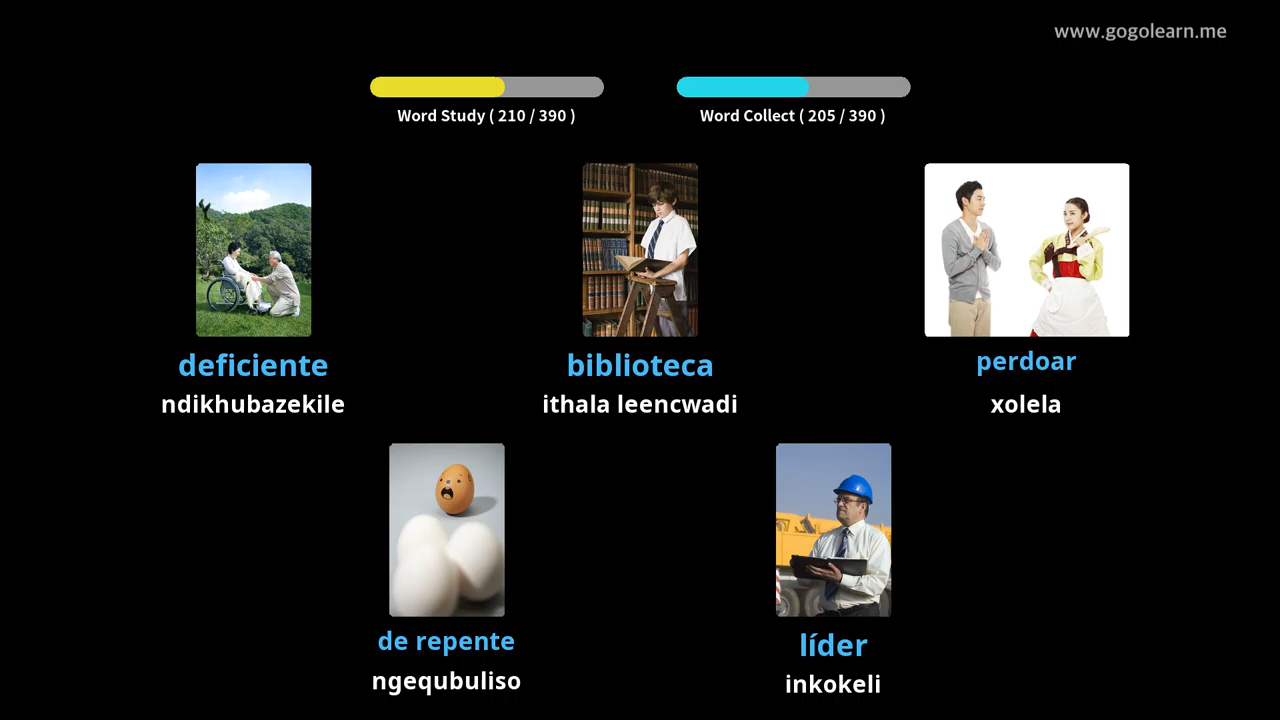 www.gogolearn.me
Word Study ( 210 / 390 )
Word Collect ( 205 / 390 )
deficiente
ndikhubazekile
biblioteca
ithala leencwadi
perdoar
xolela
de repente
ngequbuliso
líder
inkokeli